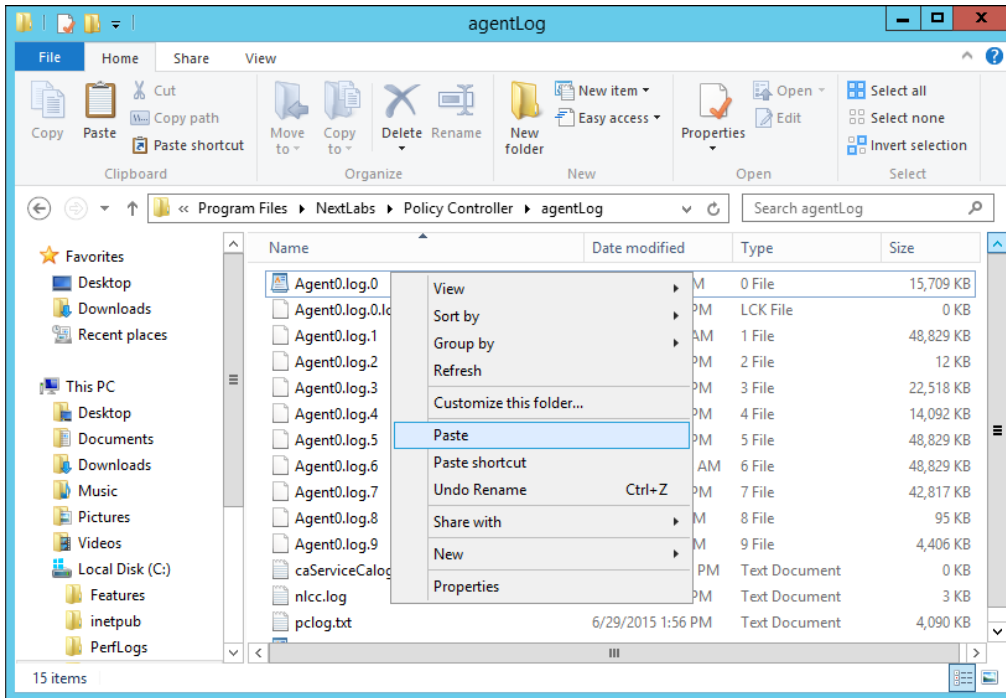 agentLog
File Home Share View
Copy
Paste
Cut
Copy path
Paste shortcut
Clipboard
Move to
Copy to
Delete
Rename
Organize
New folder
New item
Easy access
New
Properties
Open
Edit
Open
Select all
Select none
Invert selection
Select
« Program Files NextLabs Policy Controller agentLog
Search agentLog
Favorites
Desktop
Downloads
Recent places
This PC
Desktop
Documents
Downloads
Music
Pictures
Videos
Local Disk (C:)
Features
inetpub
PerfLogs
Name Date modified Type Size
Agent0.log.0 M 0 File 15,709 KB
Agent0.log.0.lc PM LCK File 0 KB
Agent0.log.1 AM 1 File 48,829 KB
Agent0.log.2 PM 2 File 12 KB
Agent0.log.3 PM 3 File 22,518 KB
Agent0.log.4 PM 4 File 14,092 KB
Agent0.log.5 PM 5 File 48,829 KB
Agent0.log.6 AM 6 File 48,829 KB
Agent0.log.7 PM 7 File 42,817 KB
Agent0.log.8 M 8 File 95 KB
Agent0.log.9 M 9 File 4,406 KB
caServiceCalog PM Text Document 0 KB
nlcc.log PM Text Document 3 KB
pclog.txt 6/29/2015 1:56 PM Text Document 4,090 KB
View
Sort by
Group by
Refresh
Customize this folder...
Paste
Paste shortcut
Undo Rename Ctrl+Z
Share with
New
Properties
15 items